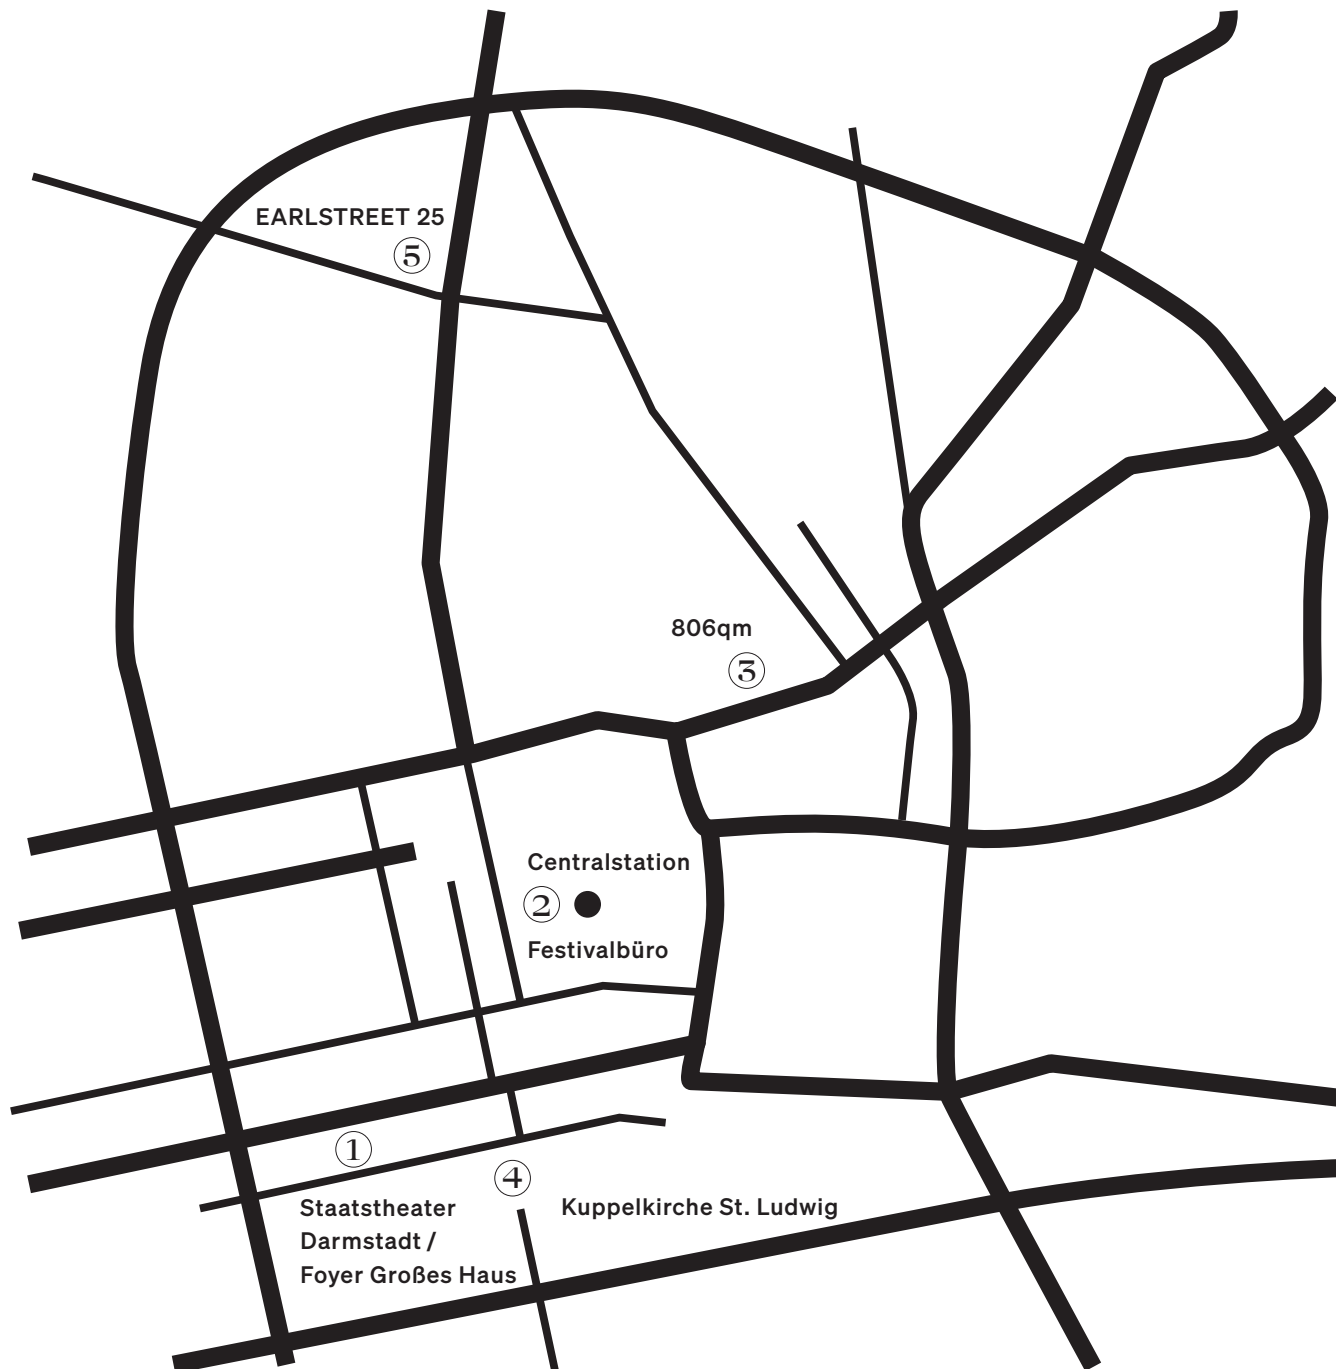 EARLSTREET 25
5
806qm
3
Centralstation
2
Festivalbüro
1
4
Staatstheater
Darmstadt /
Foyer Großes Haus
Kuppelkirche St. Ludwig